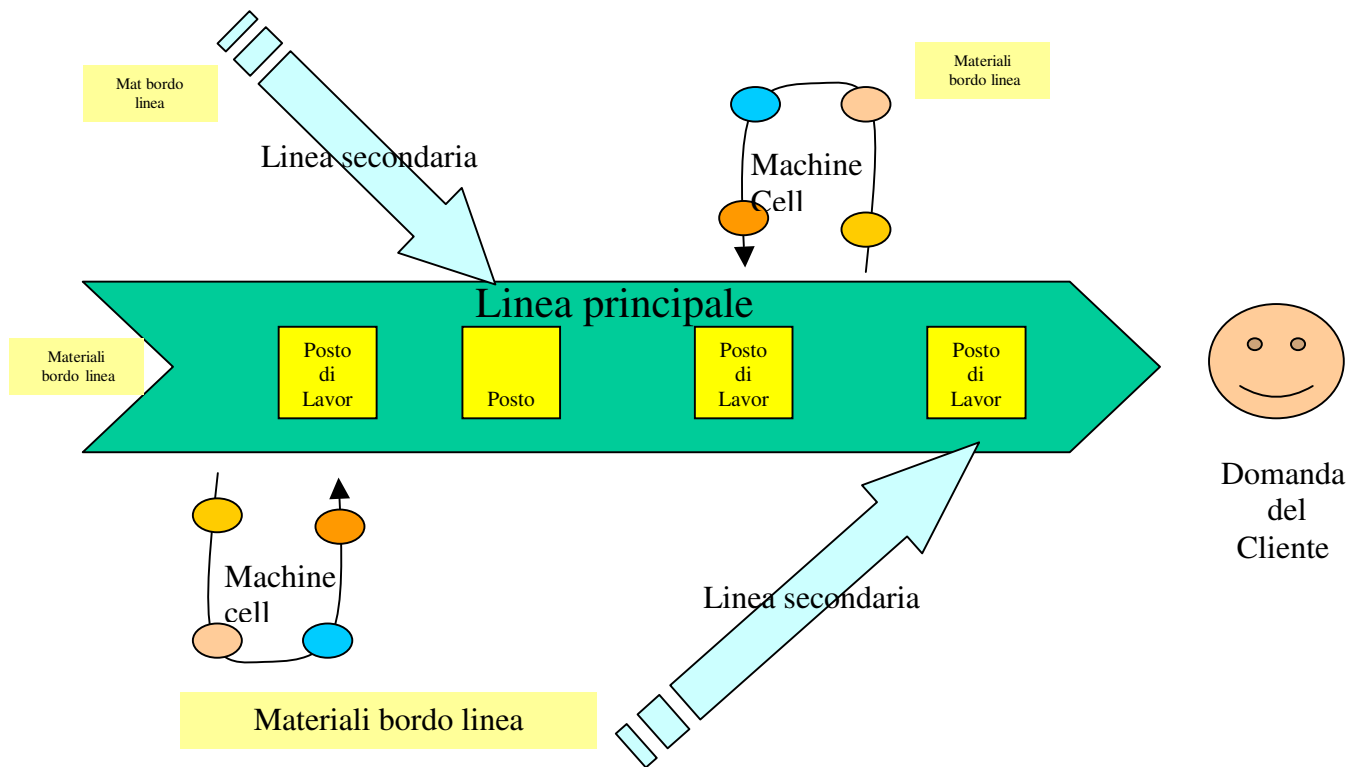 Mat bordo
linea
Materiali
bordo linea
Linea secondaria
Machine
Cell
Linea principale
Materiali
bordo linea
Posto
di
Lavor
Posto
Posto
di
Lavor
Posto
di
Lavor
Domanda
del
Cliente
Machine
cell
Linea secondaria
Materiali bordo linea